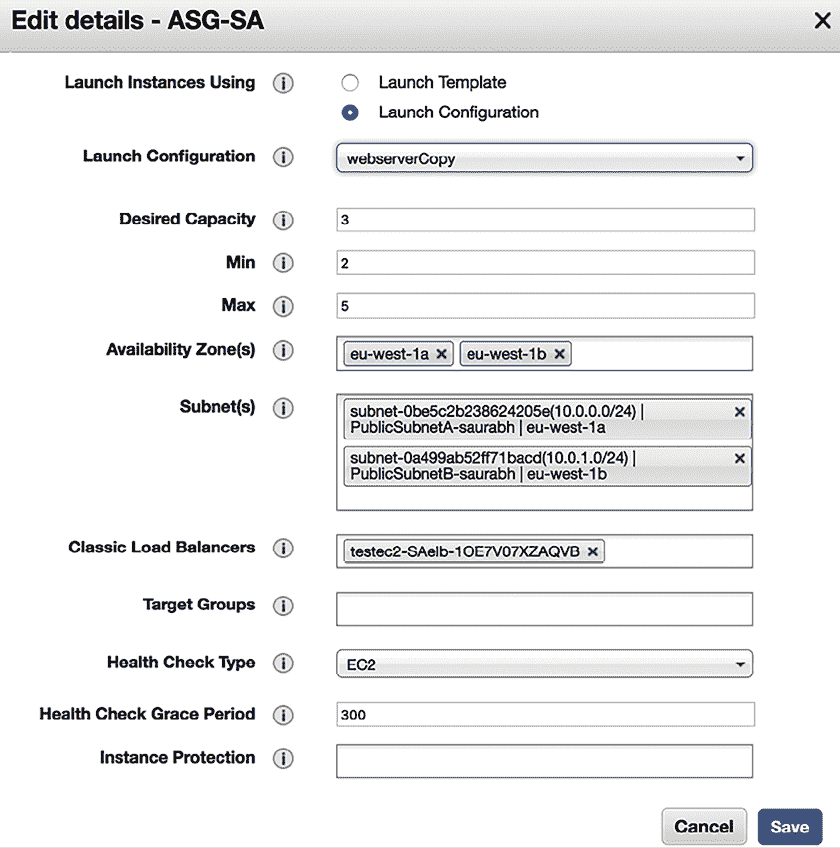 Edit details - ASG-SA
Launch Instances Using
Launch Template
Launch Configuration
Launch Configuration
webserverCopy
Desired Capacity
3
Min
2
Max
5
Availability Zone(s)
eu-west-1a
eu-west-1b
Subnet(s)
subnet-0be5c2b238624205e(10.0.0.0/24) |
PublicSubnetA-saurabh | eu-west-1a
subnet-0a499ab52ff71bacd(10.0.1.0/24) |
PublicSubnetB-saurabh | eu-west-1b
Classic Load Balancers
testec2-SAelb-1OE7V07XZAQVB
Target Groups
Health Check Type
EC2
Health Check Grace Period
300
Instance Protection
Cancel
Save